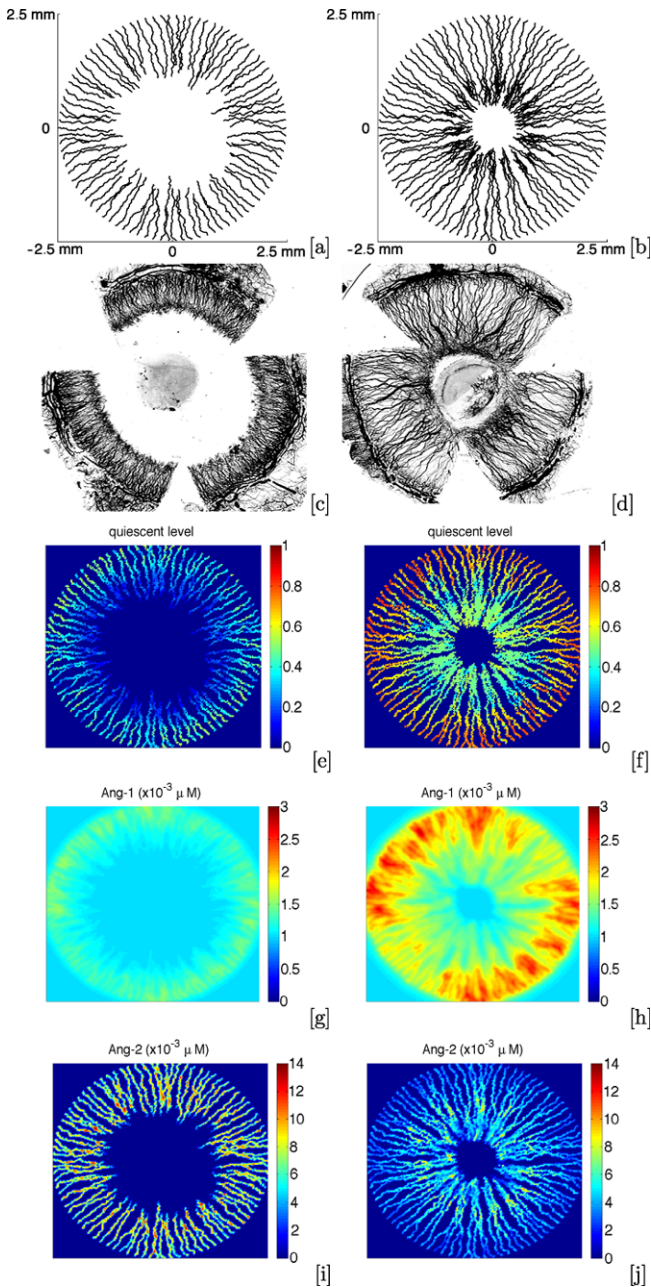 2.5 mm
0
-2.5 mm 0 2.5 mm [a]
2.5 mm
0
-2.5 mm 0 2.5 mm [b]
[c]
[d]
quiescent level
1
0.8
0.6
0.4
0.2
0
[e]
quiescent level
1
0.8
0.6
0.4
0.2
0
[f]
Ang-1 (x10⁻³ μ M)
3
2.5
2
1.5
1
0.5
0
[g]
Ang-1 (x10⁻³ μ M)
3
2.5
2
1.5
1
0.5
0
[h]
Ang-2 (x10⁻³ μ M)
14
12
10
8
6
4
2
0
[i]
Ang-2 (x10⁻³ μ M)
14
12
10
8
6
4
2
0
[j]